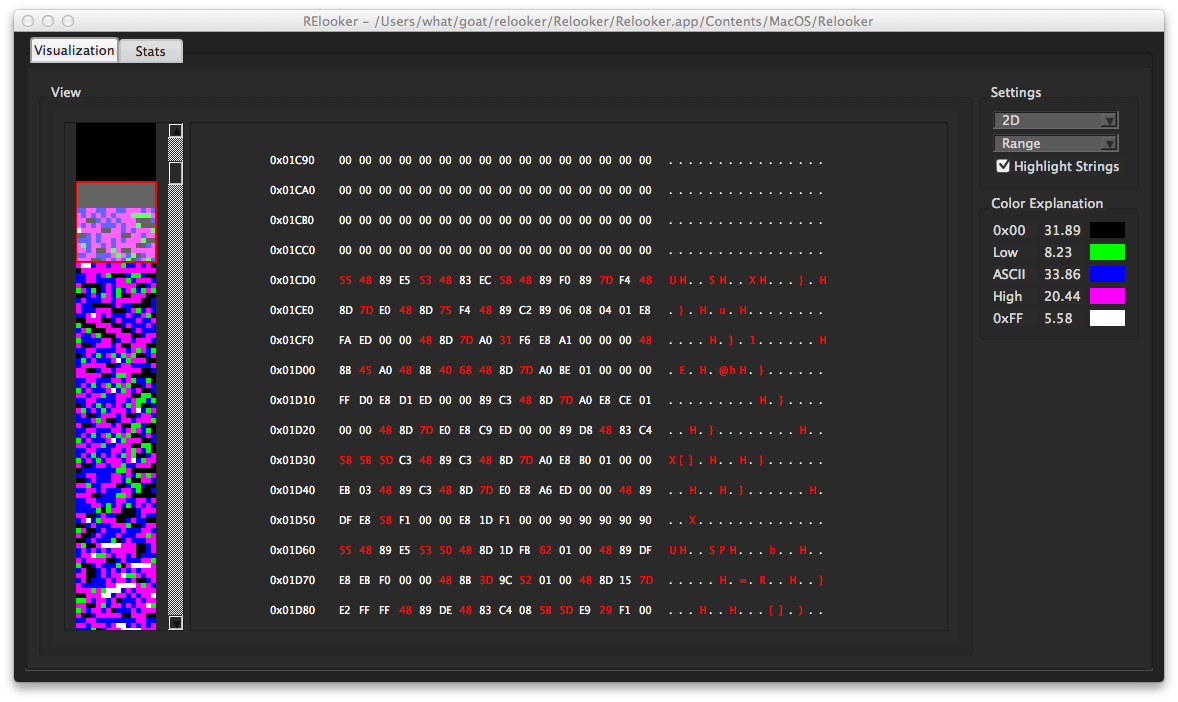 RElooker – /Users/what/goat/relooker/Relooker/Relooker.app/Contents/MacOS/Relooker
Visualization Stats
View
0x01C90 00 00 00 00 00 00 00 00 00 00 00 00 00 00 00 00 . . . . . . . . . . . . . . . .
0x01CA0 00 00 00 00 00 00 00 00 00 00 00 00 00 00 00 00 . . . . . . . . . . . . . . . .
0x01CB0 00 00 00 00 00 00 00 00 00 00 00 00 00 00 00 00 . . . . . . . . . . . . . . . .
0x01CC0 00 00 00 00 00 00 00 00 00 00 00 00 00 00 00 00 . . . . . . . . . . . . . . . .
0x01CD0 55 48 89 E5 53 48 83 EC 58 48 89 F0 89 7D F4 48 U H . . S H . . X H . . . } . H
0x01CE0 8D 7D E0 48 8D 75 F4 48 89 C2 B9 06 08 04 01 E8 . } . H . u . H . . . . . . . .
0x01CF0 FA ED 00 00 48 8D 7D A0 31 F6 E8 A1 00 00 00 48 . . . . H . } . 1 . . . . . . H
0x01D00 8B 45 A0 48 8B 40 68 48 8D 7D A0 BE 01 00 00 00 . E . H . @ h H . } . . . . . .
0x01D10 FF D0 E8 D1 ED 00 00 89 C3 48 8D 7D A0 E8 CE 01 . . . . . . . . . H . } . . . .
0x01D20 00 00 48 8D 7D E0 E8 C9 ED 00 00 89 D8 48 83 C4 . . H . } . . . . . . . . H . .
0x01D30 58 5B 5D C3 48 89 C3 48 8D 7D A0 E8 B0 01 00 00 X [ ] . H . . H . } . . . . . .
0x01D40 EB 03 48 89 C3 48 8D 7D E0 E8 A6 ED 00 00 48 89 . . H . . H . } . . . . . . H .
0x01D50 DF E8 58 F1 00 00 E8 1D F1 00 00 90 90 90 90 90 . . X . . . . . . . . . . . . .
0x01D60 55 48 89 E5 53 50 48 8D 1D FB 62 01 00 48 89 DF U H . . S P H . . . b . . H . .
0x01D70 E8 EB F0 00 00 48 8B 3D 9C 52 01 00 48 8D 15 7D . . . . . H . = . R . . H . . }
0x01D80 E2 FF FF 48 89 DE 48 83 C4 08 5B 5D E9 29 F1 00 . . . H . . H . . . [ ] . ) . .
Settings
2D
Range
Highlight Strings
Color Explanation
0x00 31.89
Low 8.23
ASCII 33.86
High 20.44
0xFF 5.58